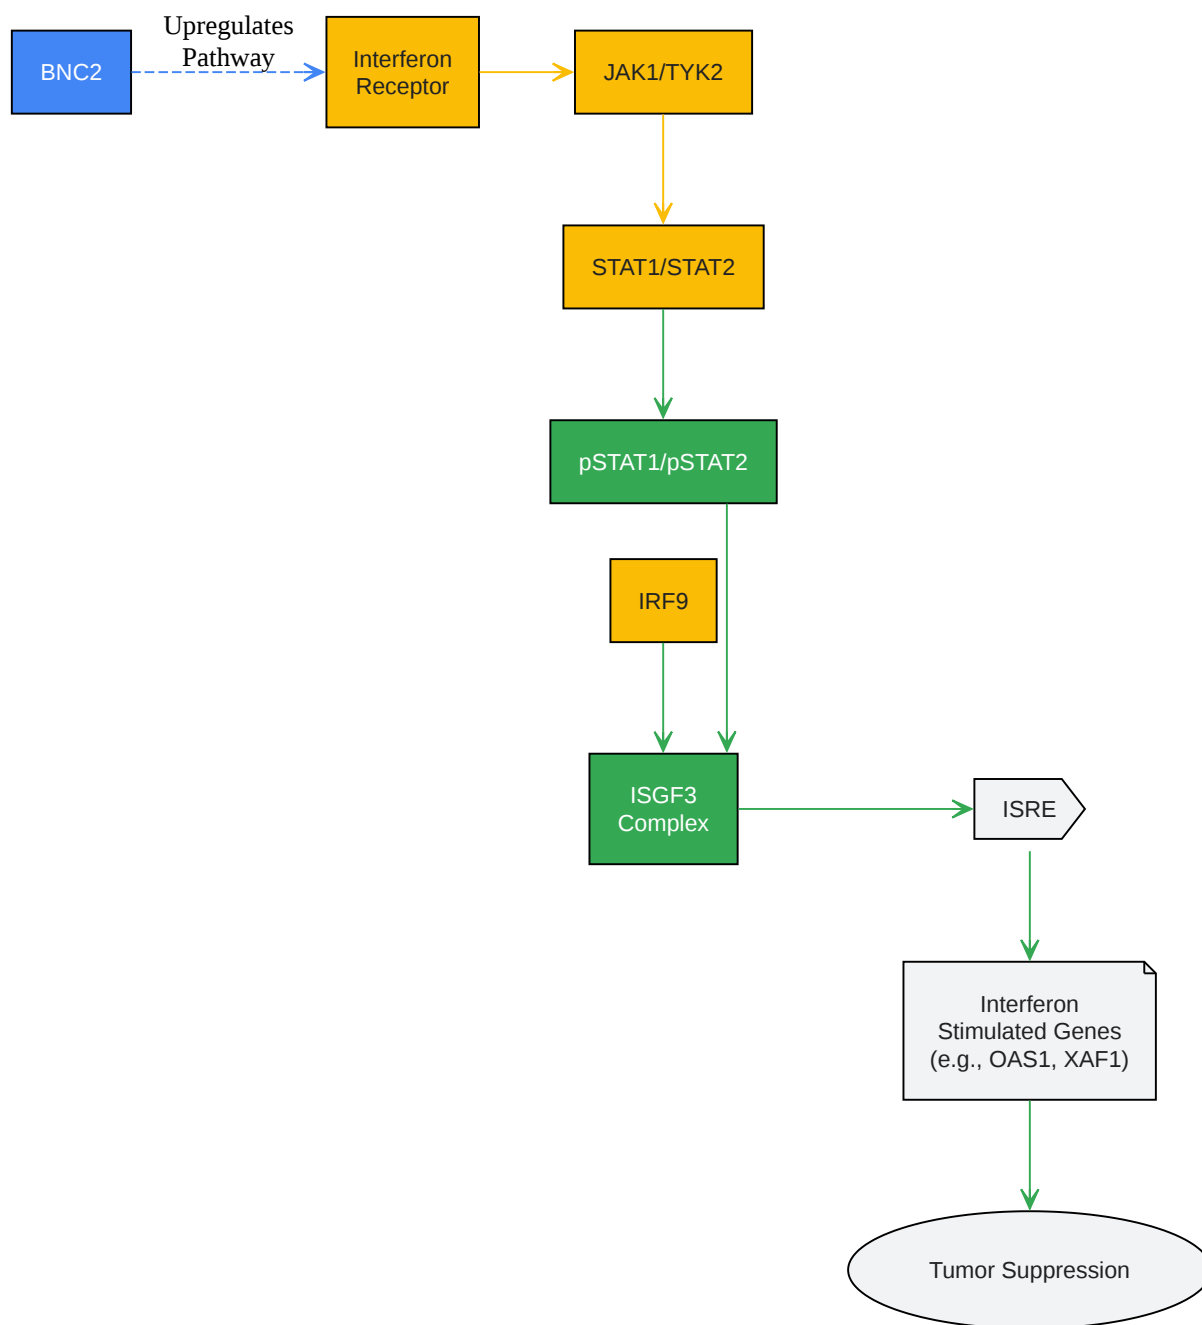 BNC2
Upregulates
Pathway
Interferon
Receptor
JAK1/TYK2
STAT1/STAT2
pSTAT1/pSTAT2
IRF9
ISGF3
Complex
ISRE
Interferon
Stimulated Genes
(e.g., OAS1, XAF1)
Tumor Suppression